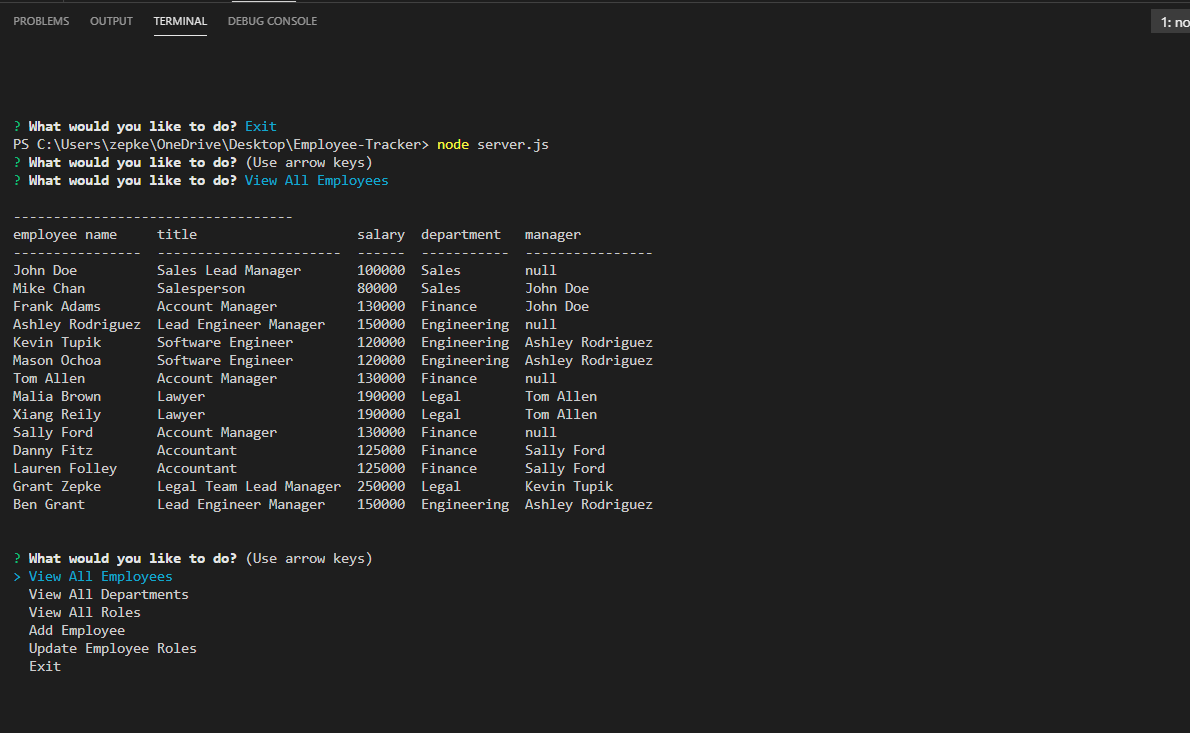 PROBLEMS OUTPUT TERMINAL DEBUG CONSOLE 1: no
? What would you like to do? Exit
PS C:\Users\zepke\OneDrive\Desktop\Employee-Tracker> node server.js
? What would you like to do? (Use arrow keys)
? What would you like to do? View All Employees
-----------------------------------
employee name title salary department manager
---------------- ----------------------- ------ ----------- ----------------
John Doe Sales Lead Manager 100000 Sales null
Mike Chan Salesperson 80000 Sales John Doe
Frank Adams Account Manager 130000 Finance John Doe
Ashley Rodriguez Lead Engineer Manager 150000 Engineering null
Kevin Tupik Software Engineer 120000 Engineering Ashley Rodriguez
Mason Ochoa Software Engineer 120000 Engineering Ashley Rodriguez
Tom Allen Account Manager 130000 Finance null
Malia Brown Lawyer 190000 Legal Tom Allen
Xiang Reily Lawyer 190000 Legal Tom Allen
Sally Ford Account Manager 130000 Finance null
Danny Fitz Accountant 125000 Finance Sally Ford
Lauren Folley Accountant 125000 Finance Sally Ford
Grant Zepke Legal Team Lead Manager 250000 Legal Kevin Tupik
Ben Grant Lead Engineer Manager 150000 Engineering Ashley Rodriguez
? What would you like to do? (Use arrow keys)
> View All Employees
View All Departments
View All Roles
Add Employee
Update Employee Roles
Exit